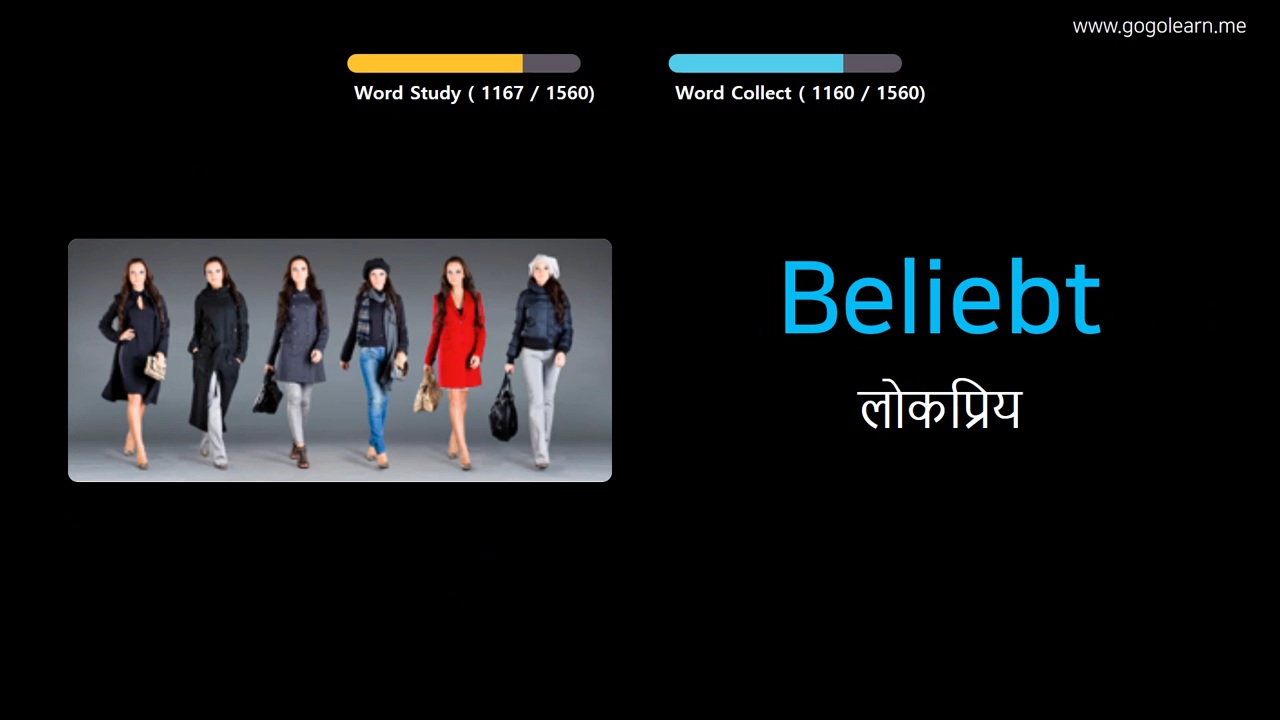 www.gogolearn.me
Word Study ( 1167 / 1560)
Word Collect ( 1160 / 1560)
Beliebt
लोकप्रिय